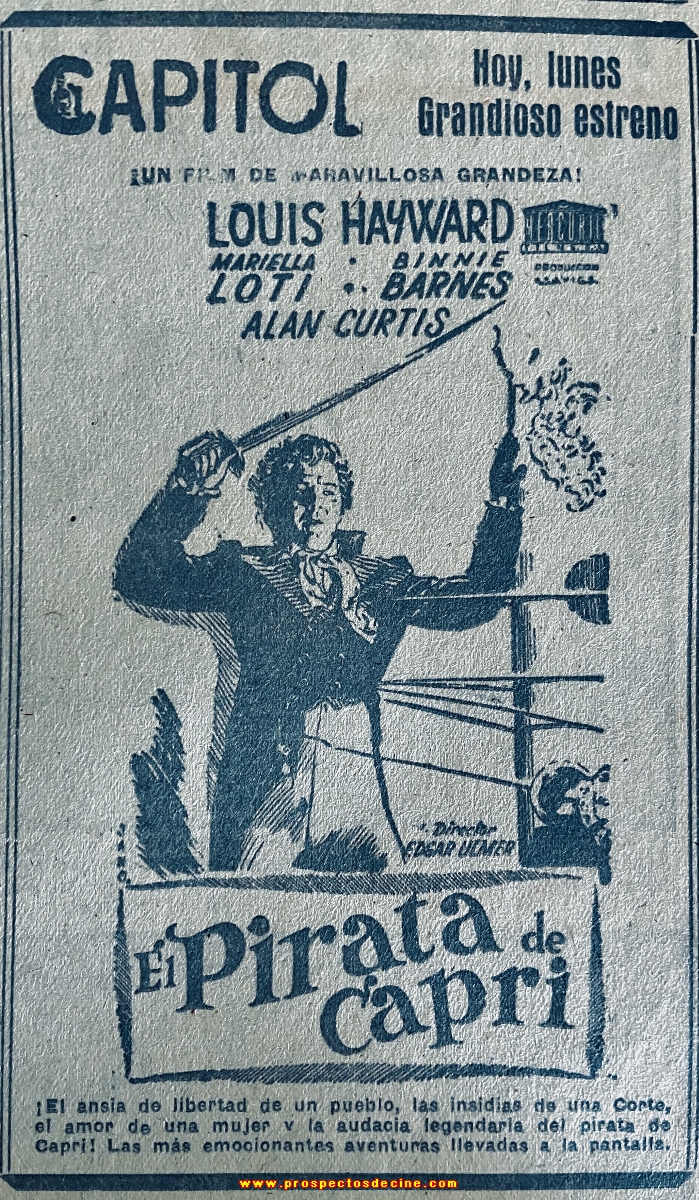 CAPITOL
Hoy, lunes
Grandioso estreno
¡UN FILM DE MARAVILLOSA GRANDEZA!
LOUIS HAYWARD
MERCURIO
MARIELLA LOTI • BINNIE BARNES
ALAN CURTIS
Director
EDGAR ULMER
El Pirata de
Capri
¡El ansia de libertad de un pueblo, las insidias de una Corte,
el amor de una mujer y la audacia legendaria del pirata de
Capri! Las más emocionantes aventuras llevadas a la pantalla.
www.prospectosdecine.com